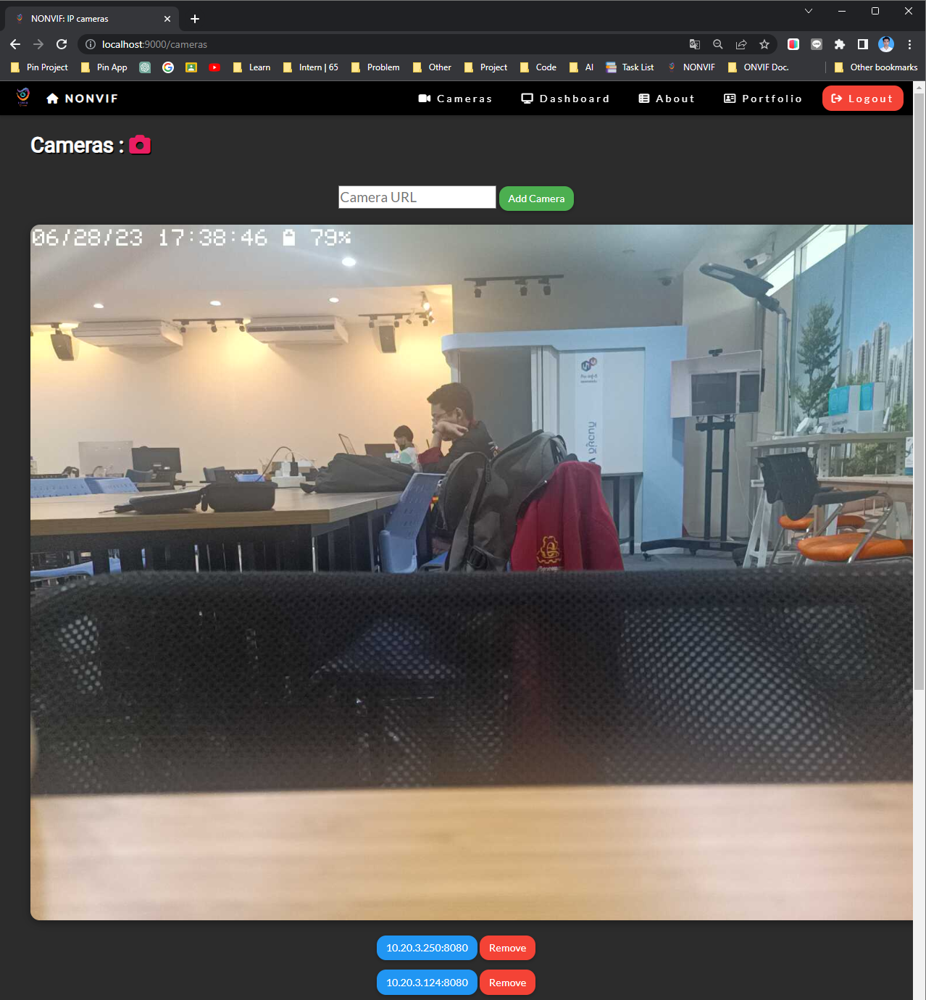 NONVIF: IP cameras
localhost:9000/cameras
Pin Project Pin App Learn Intern | 65 Problem Other Project Code AI Task List NONVIF ONVIF Doc. Other bookmarks
NONVIF Cameras Dashboard About Portfolio Logout
Cameras :
Camera URL Add Camera
06/28/23 17:38:46 79%
10.20.3.250:8080 Remove
10.20.3.124:8080 Remove